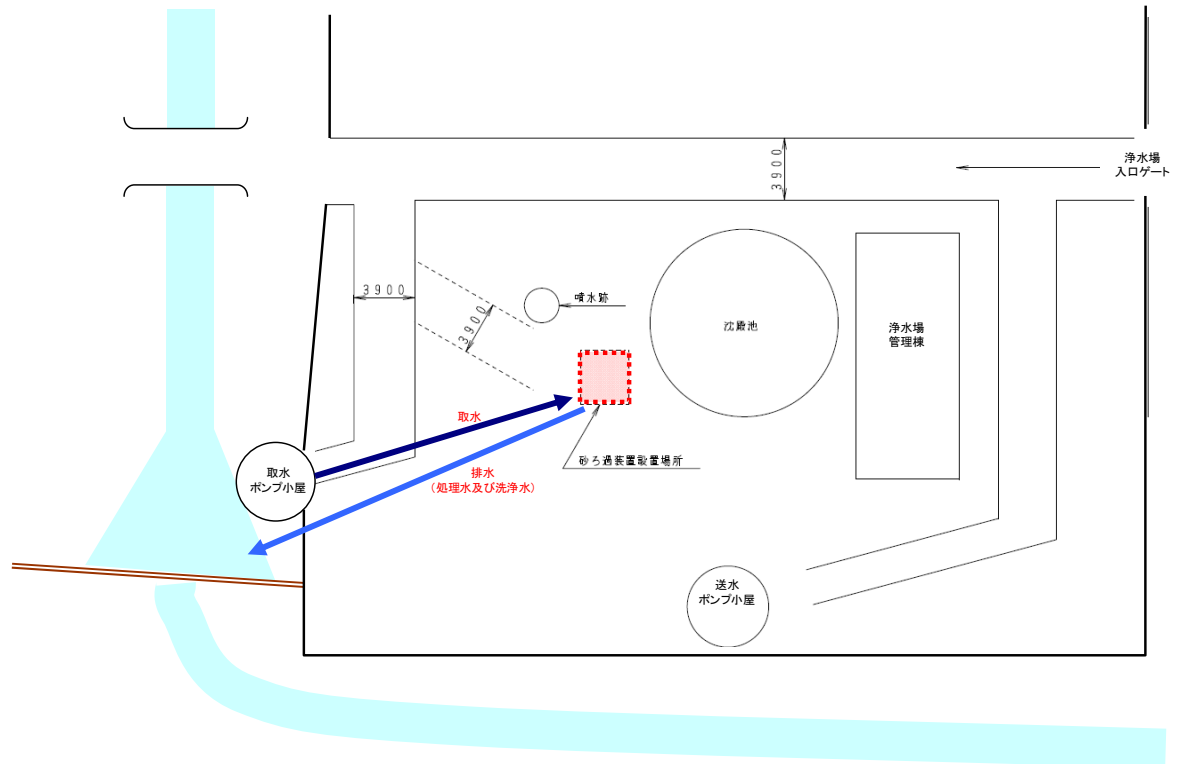 浄水場
入口ゲート
3900
3900
3900
噴水跡
沈殿池
浄水場
管理棟
取水
砂ろ過装置設置場所
取水
ポンプ小屋
排水
（処理水及び洗浄水）
送水
ポンプ小屋